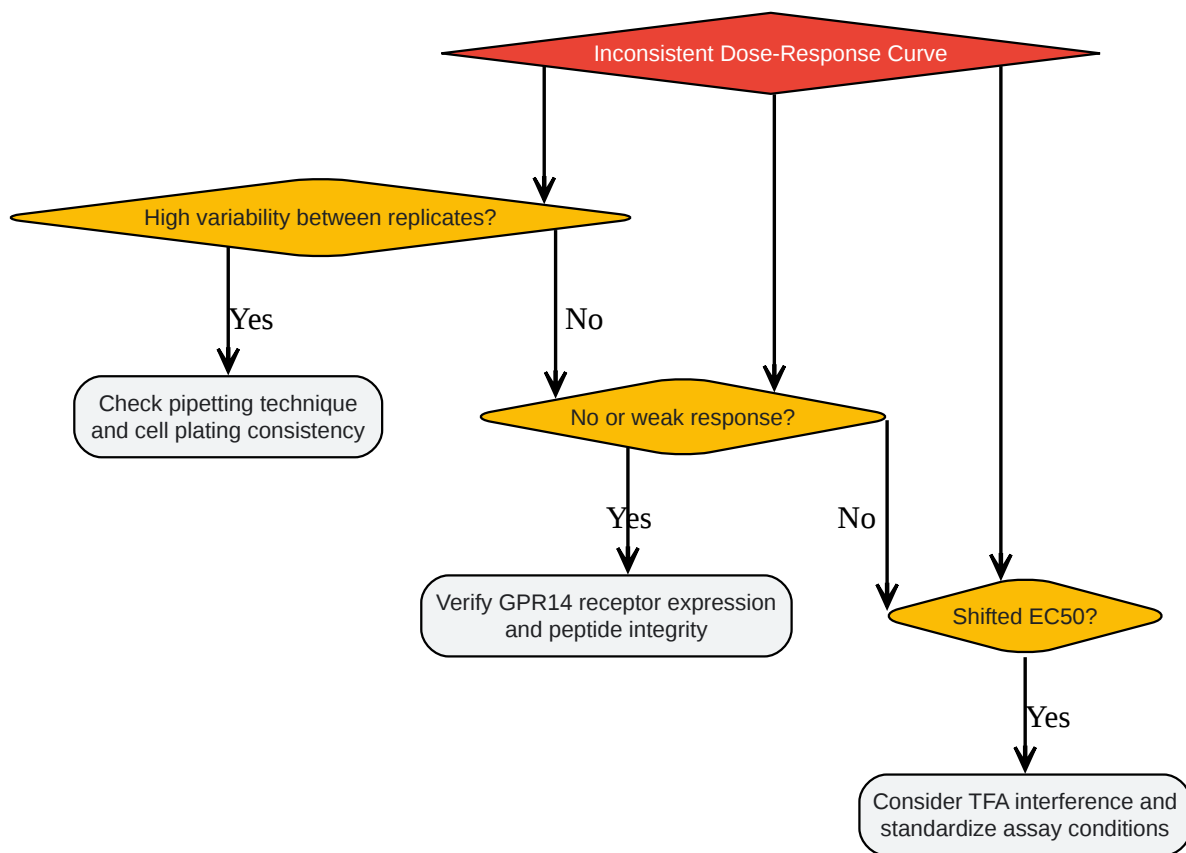 Inconsistent Dose-Response Curve
High variability between replicates?
Yes
No
Check pipetting technique
and cell plating consistency
No or weak response?
Yes
No
Verify GPR14 receptor expression
and peptide integrity
Shifted EC50?
Yes
Consider TFA interference and
standardize assay conditions